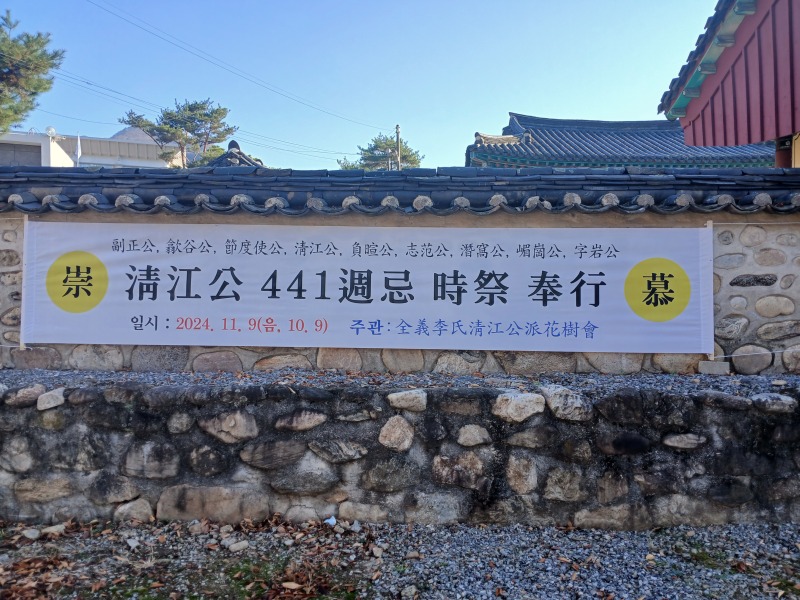 副正公, 歙谷公, 節度使公, 淸江公, 負暄公, 志范公, 潛窩公, 嵋崗公, 字岩公
崇 淸江公 441週忌 時祭 奉行 慕
일시 : 2024. 11. 9(음, 10. 9) 주관 : 全義李氏淸江公派花樹會